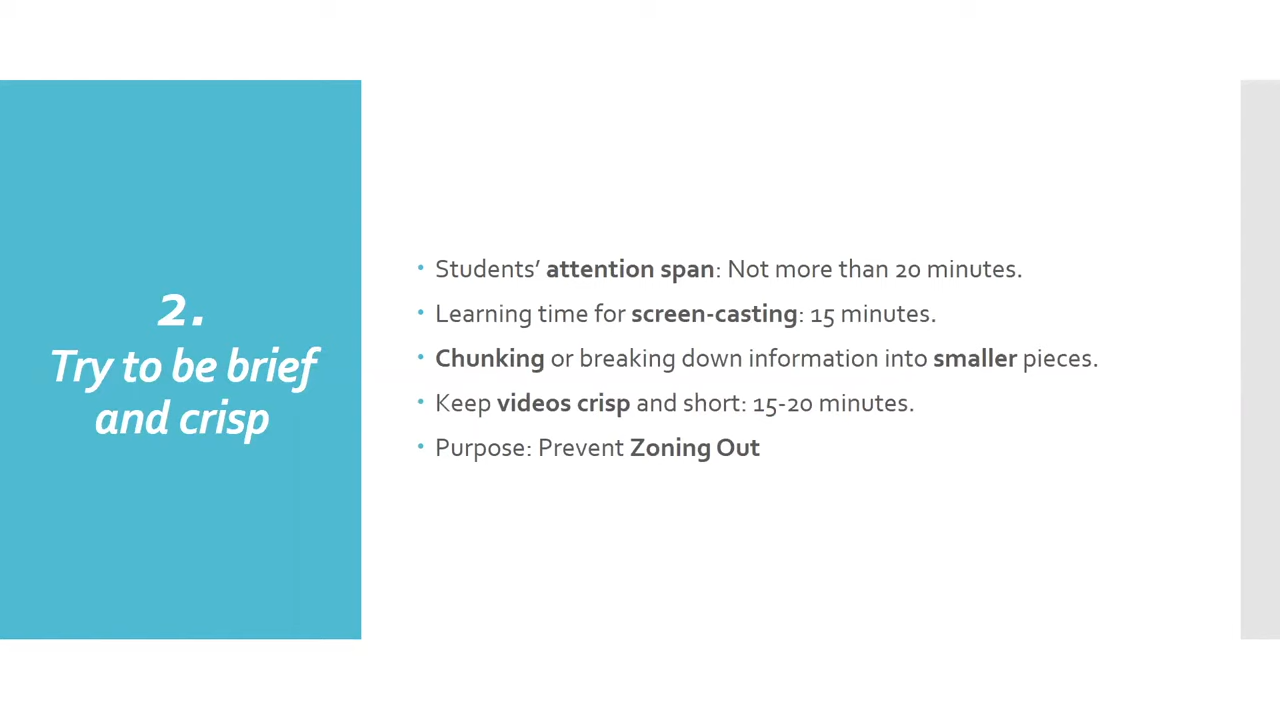 2.
Try to be brief
and crisp
• Students’ attention span: Not more than 20 minutes.
• Learning time for screen-casting: 15 minutes.
• Chunking or breaking down information into smaller pieces.
• Keep videos crisp and short: 15-20 minutes.
• Purpose: Prevent Zoning Out